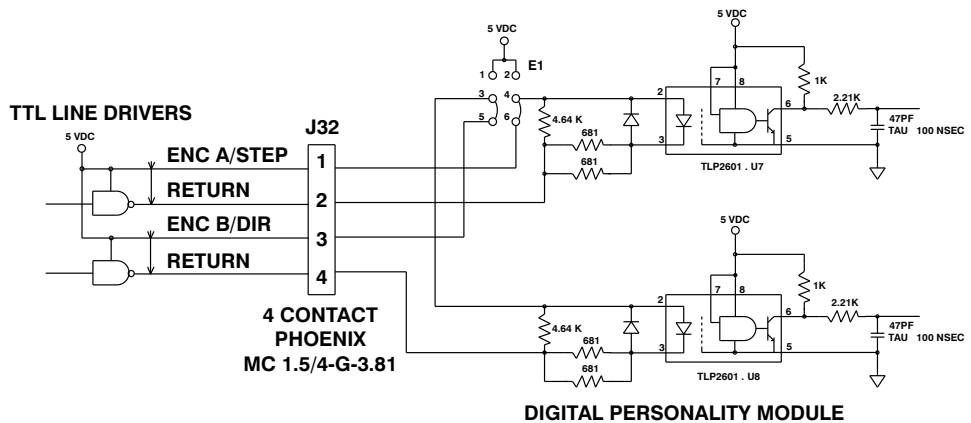 5 VDC
E1
1
2
3
4
5
6
TTL LINE DRIVERS
5 VDC
J32
ENC A/STEP
1
RETURN
2
ENC B/DIR
3
RETURN
4
4 CONTACT
PHOENIX
MC 1.5/4-G-3.81
5 VDC
7
8
1K
2
6
2.21K
4.64 K
681
681
3
5
47PF
TAU 100 NSEC
TLP2601 . U7
5 VDC
7
8
1K
2
6
2.21K
4.64 K
681
681
3
5
47PF
TAU 100 NSEC
TLP2601 . U8
DIGITAL PERSONALITY MODULE